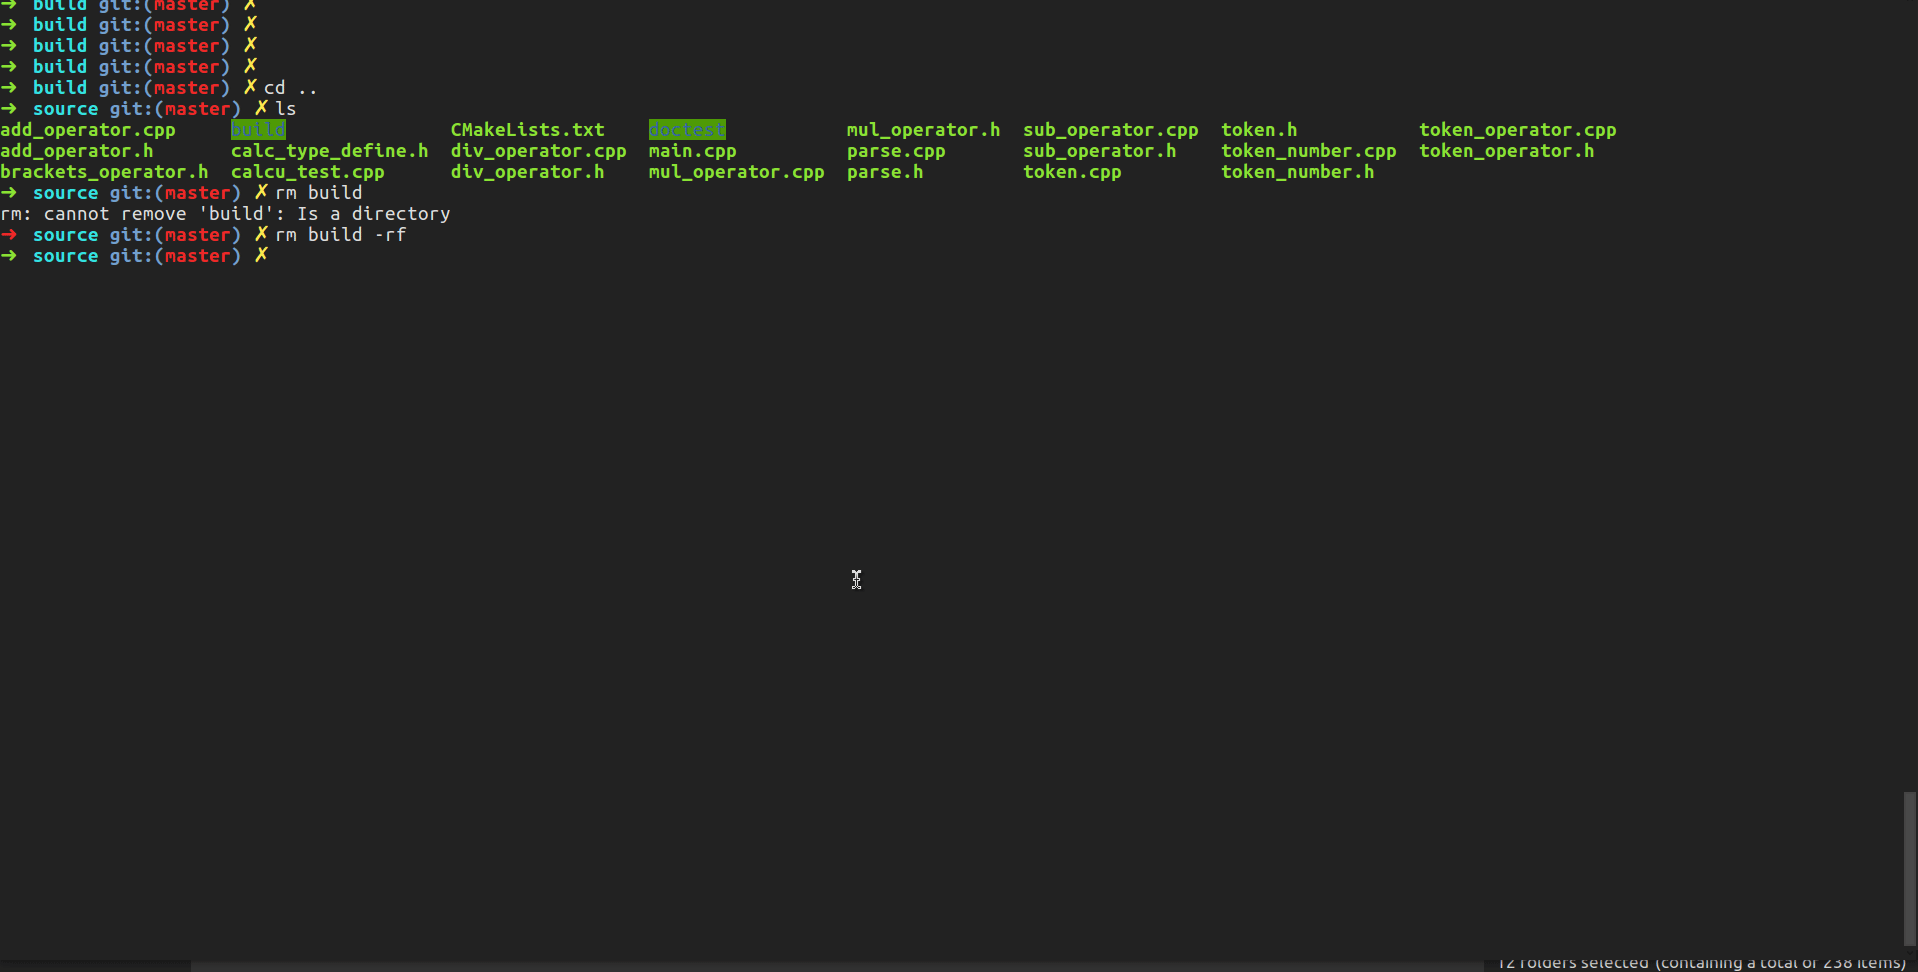 ➜ build git:(master) ✗
➜ build git:(master) ✗
➜ build git:(master) ✗
➜ build git:(master) ✗
➜ build git:(master) ✗ cd ..
➜ source git:(master) ✗ ls
add_operator.cpp build CMakeLists.txt doctest mul_operator.h sub_operator.cpp token.h token_operator.cpp
add_operator.h calc_type_define.h div_operator.cpp main.cpp parse.cpp sub_operator.h token_number.cpp token_operator.h
brackets_operator.h calcu_test.cpp div_operator.h mul_operator.cpp parse.h token.cpp token_number.h
➜ source git:(master) ✗ rm build
rm: cannot remove 'build': Is a directory
➜ source git:(master) ✗ rm build -rf
➜ source git:(master) ✗
12 folders selected (containing a total of 238 items)